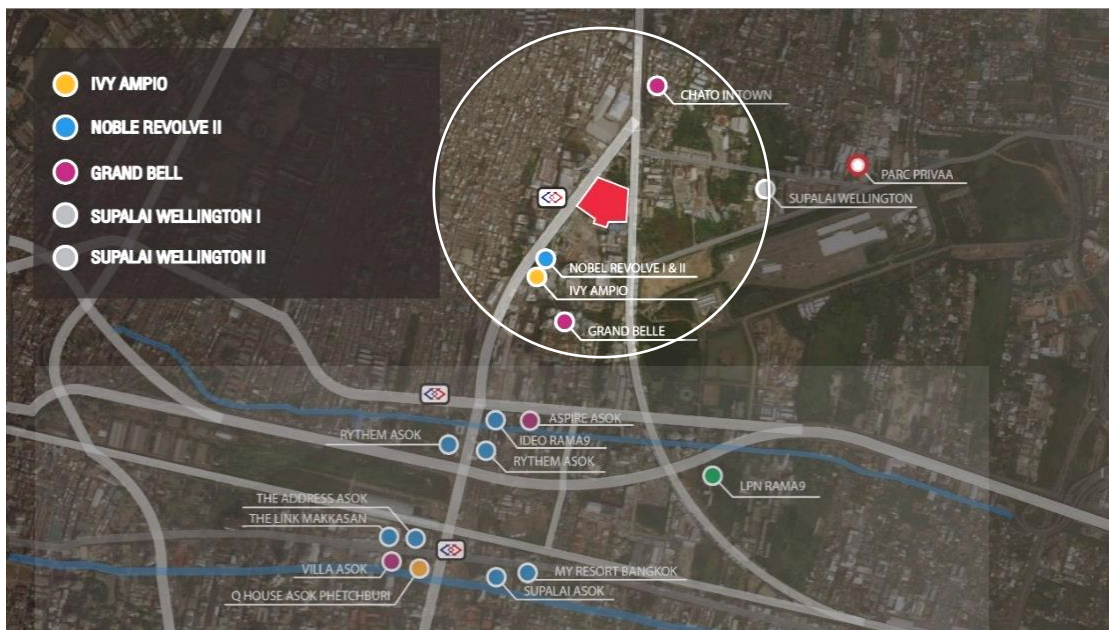 IVY AMPIO
NOBLE REVOLVE II
GRAND BELL
SUPALAI WELLINGTON I
SUPALAI WELLINGTON II
CHATO IN TOWN
PARC PRIVAA
SUPALAI WELLINGTON
NOBEL REVOLVE I & II
IVY AMPIO
GRAND BELLE
ASPIRE ASOK
IDEO RAMA9
RYTHEM ASOK
RYTHEM ASOK
LPN RAMA9
THE ADDRESS ASOK
THE LINK MAKKASAN
VILLA ASOK
Q HOUSE ASOK PHETCHBURI
MY RESORT BANGKOK
SUPALAI ASOK